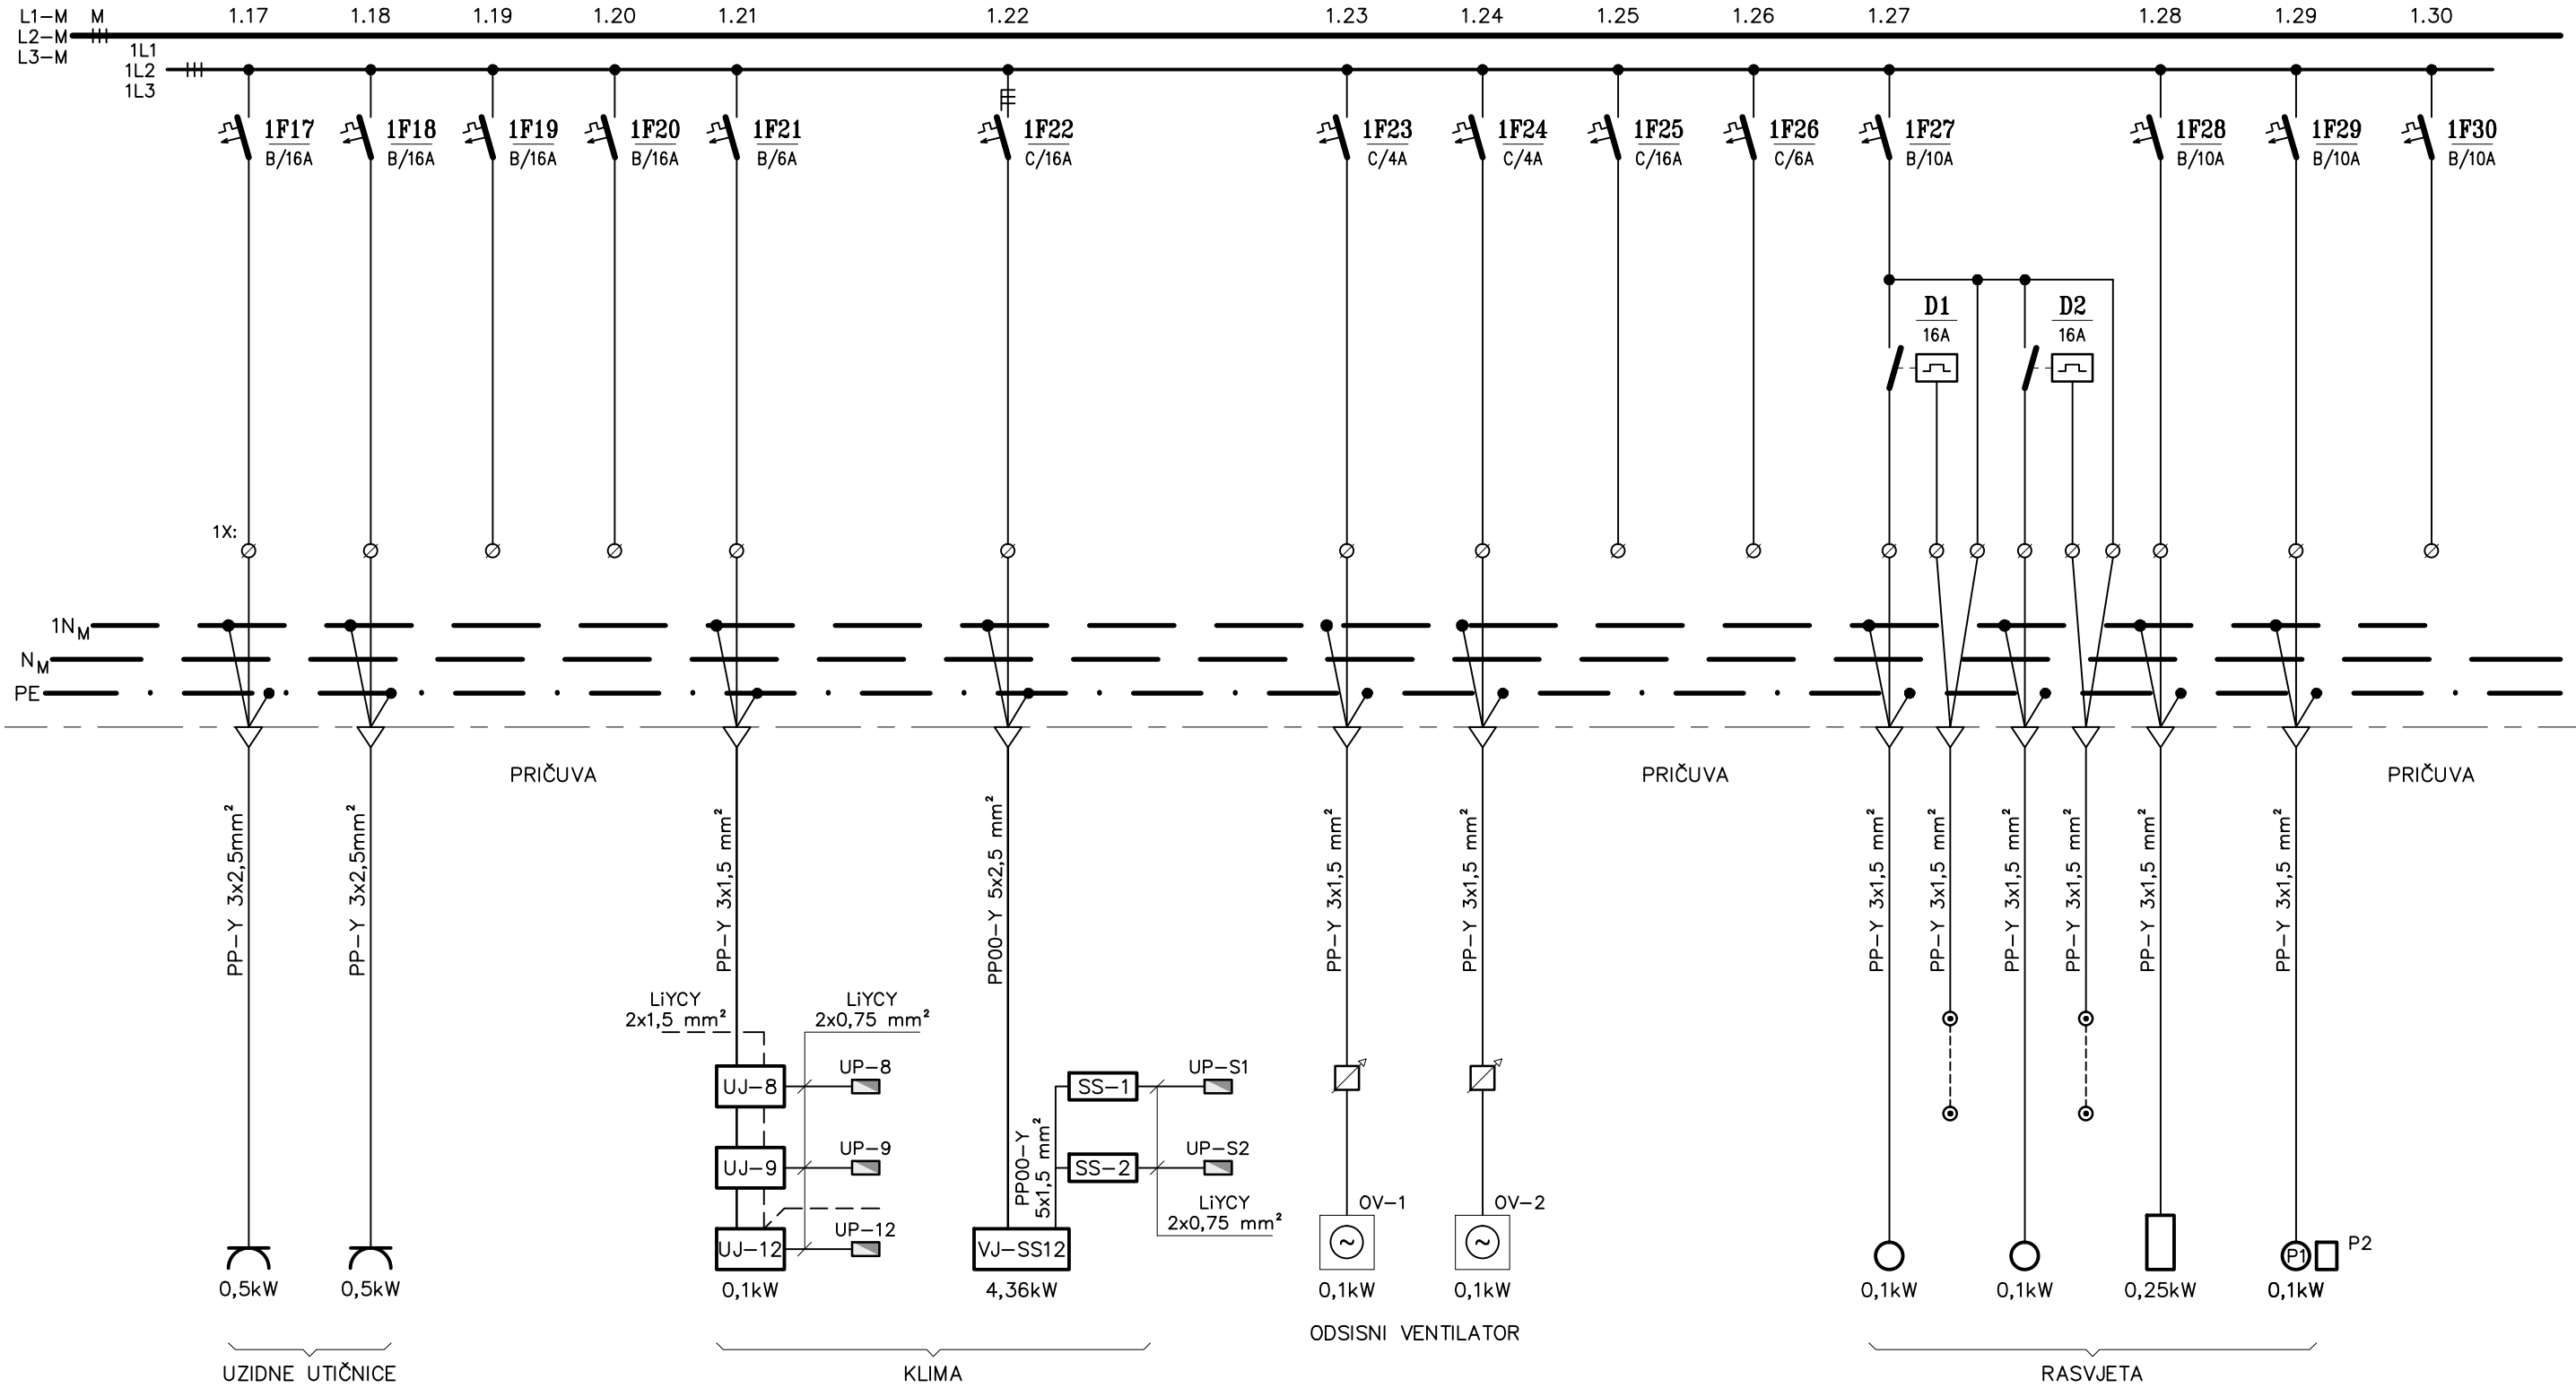 L1-M M 1.17 1.18 1.19 1.20 1.21 1.22 1.23 1.24 1.25 1.26 1.27 1.28 1.29 1.30
L2-M
L3-M
1L1
1L2
1L3
1F17 1F18 1F19 1F20 1F21 1F22 1F23 1F24 1F25 1F26 1F27 1F28 1F29 1F30
B/16A B/16A B/16A B/16A B/6A C/16A C/4A C/4A C/16A C/6A B/10A B/10A B/10A B/10A
D1 D2
16A 16A
1X:
1NM
NM
PE
PRIČUVA PRIČUVA PRIČUVA
PP-Y 3x2,5mm²
PP-Y 3x2,5mm²
PP-Y 3x1,5 mm²
PP00-Y 5x2,5 mm²
PP-Y 3x1,5 mm²
PP-Y 3x1,5 mm²
PP-Y 3x1,5 mm²
PP-Y 3x1,5 mm²
PP-Y 3x1,5 mm²
PP-Y 3x1,5 mm²
PP-Y 3x1,5 mm²
PP-Y 3x1,5 mm²
LiYCY
2x1,5 mm²
LiYCY
2x0,75 mm²
UJ-8 UP-8
UJ-9 UP-9
UJ-12 UP-12
PP00-Y
5x1,5 mm²
SS-1 UP-S1
SS-2 UP-S2
LiYCY
2x0,75 mm²
VJ-SS12
OV-1 OV-2
~ ~
P1 P2
0,5kW 0,5kW 0,1kW 4,36kW 0,1kW 0,1kW 0,1kW 0,1kW 0,25kW 0,1kW
ODSISNI VENTILATOR
UZIDNE UTIČNICE KLIMA RASVJETA